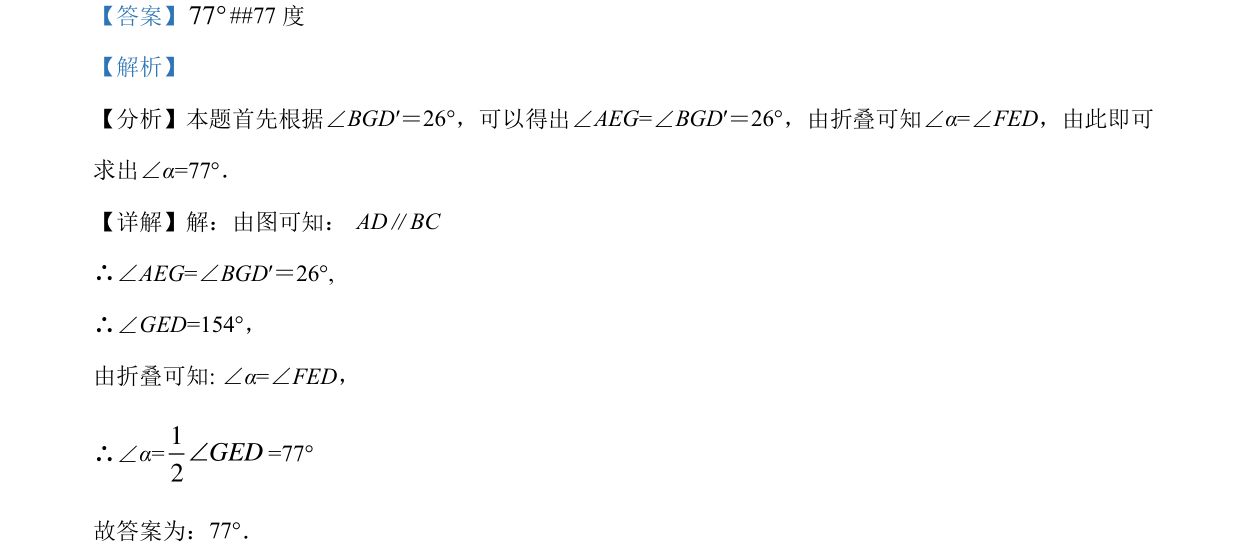 【答案】77°##77 度
【解析】
【分析】本题首先根据∠BGD′＝26°，可以得出∠AEG=∠BGD′＝26°，由折叠可知∠α=∠FED，由此即可
求出∠α=77°．
【详解】解：由图可知： AD∥BC
∴∠AEG=∠BGD′＝26°,
∴∠GED=154°，
由折叠可知: ∠α=∠FED，
∴∠α=1/2∠GED=77°
故答案为：77°．